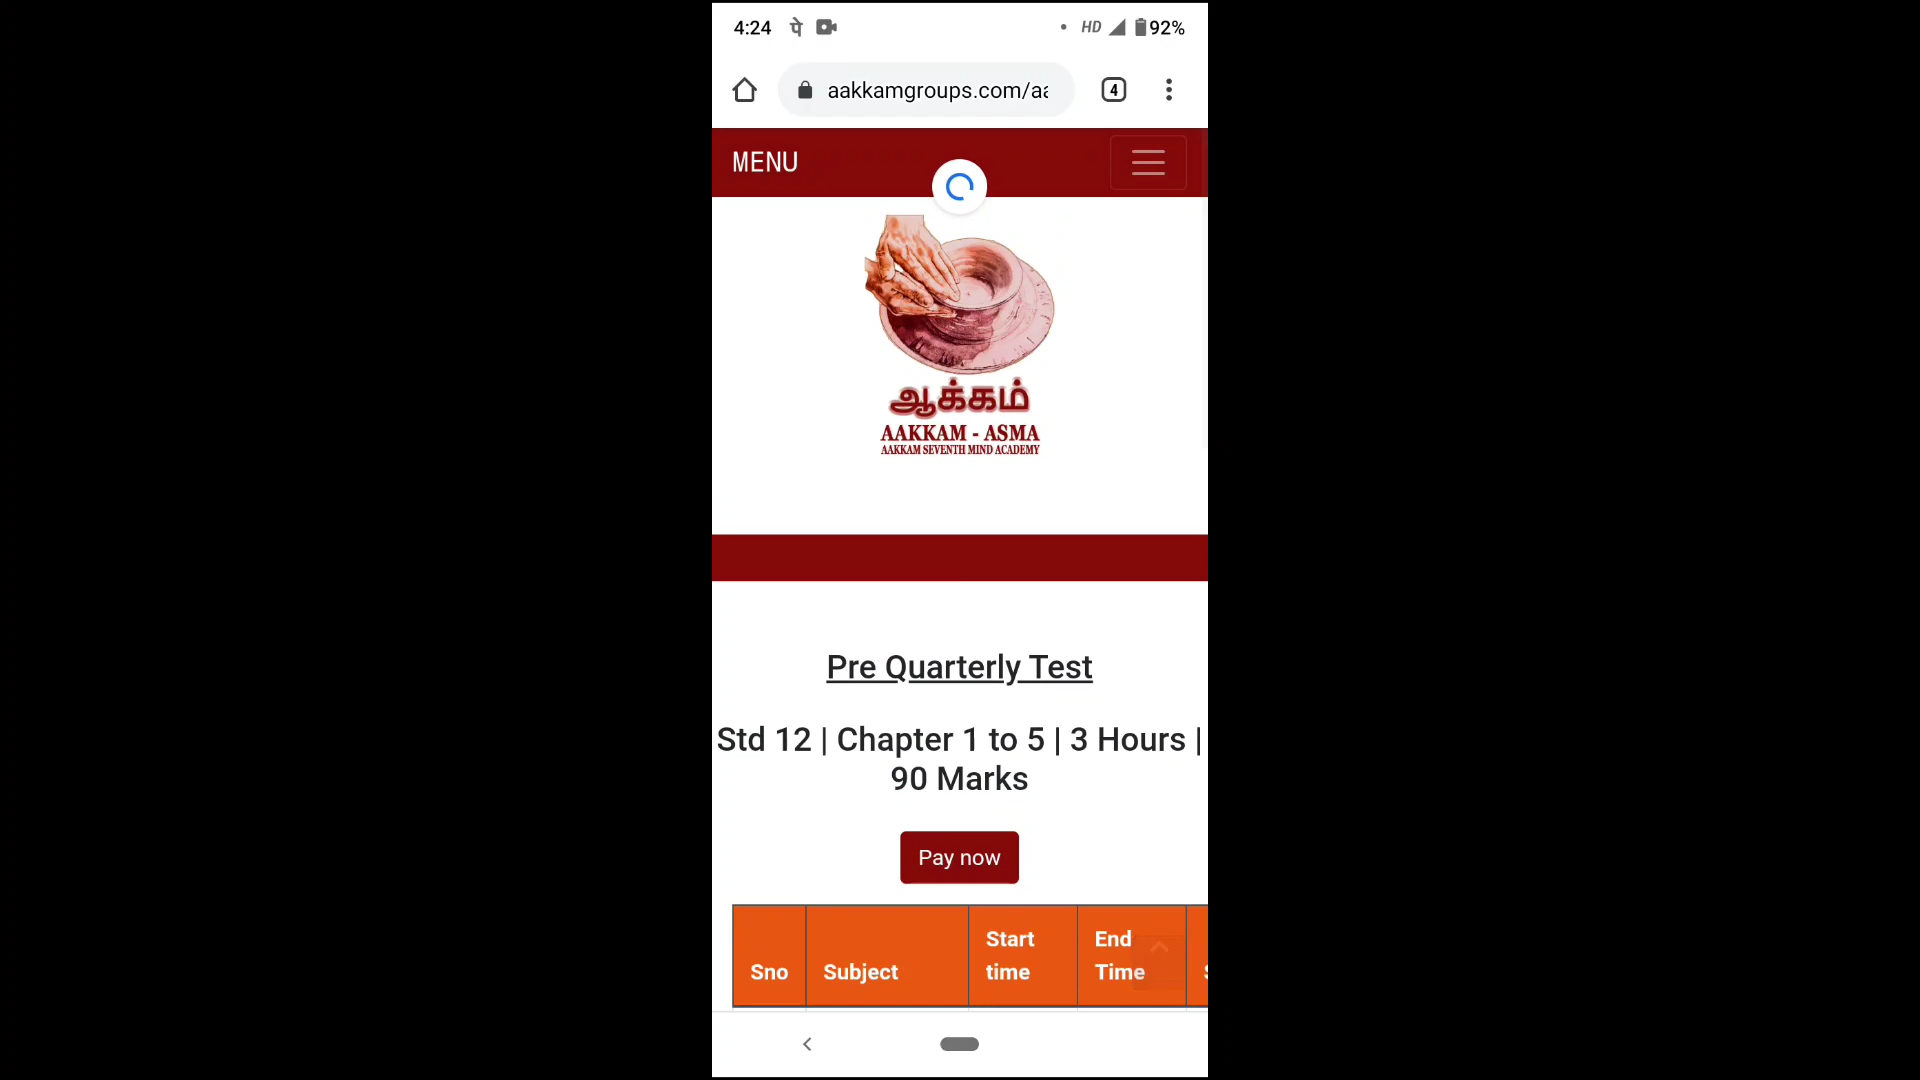 4:24 पे HD 92%
aakkamgroups.com/aa 4
MENU
ஆக்கம்
AAKKAM - ASMA
AAKKAM SEVENTH MIND ACADEMY
Pre Quarterly Test
Std 12 | Chapter 1 to 5 | 3 Hours |
90 Marks
Pay now
Sno Subject Start time End Time